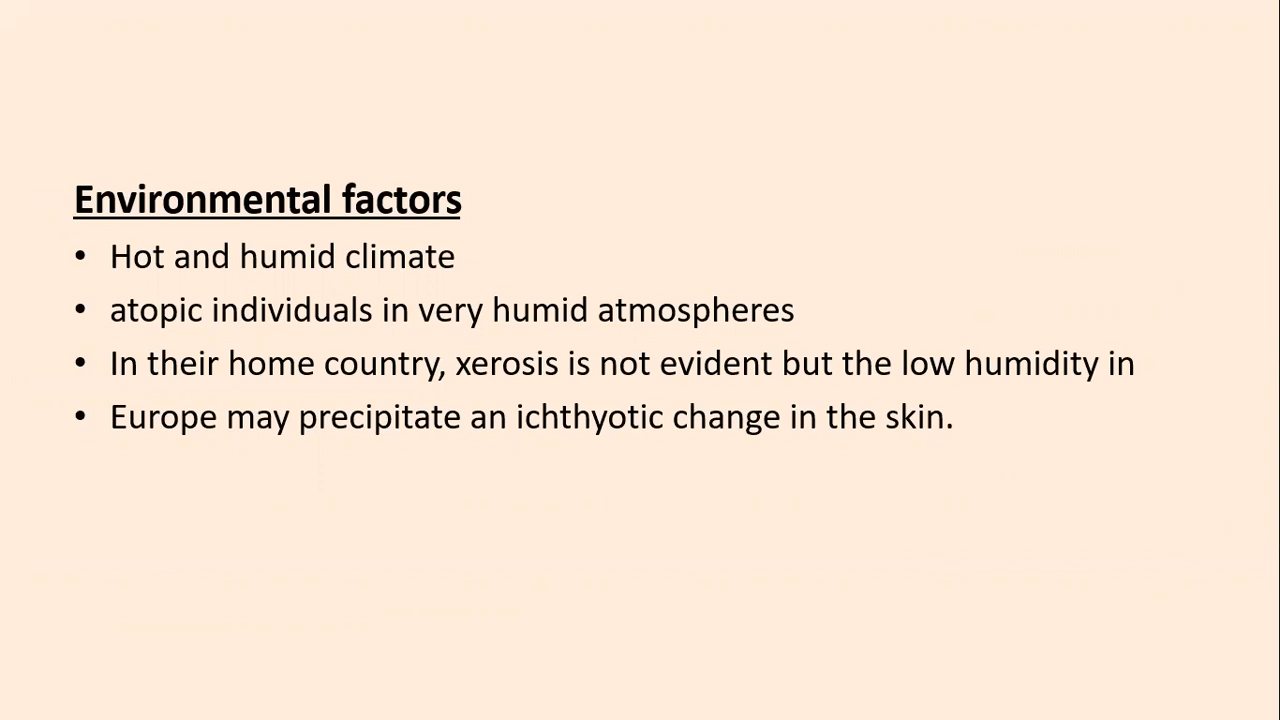 Environmental factors
• Hot and humid climate
• atopic individuals in very humid atmospheres
• In their home country, xerosis is not evident but the low humidity in
• Europe may precipitate an ichthyotic change in the skin.